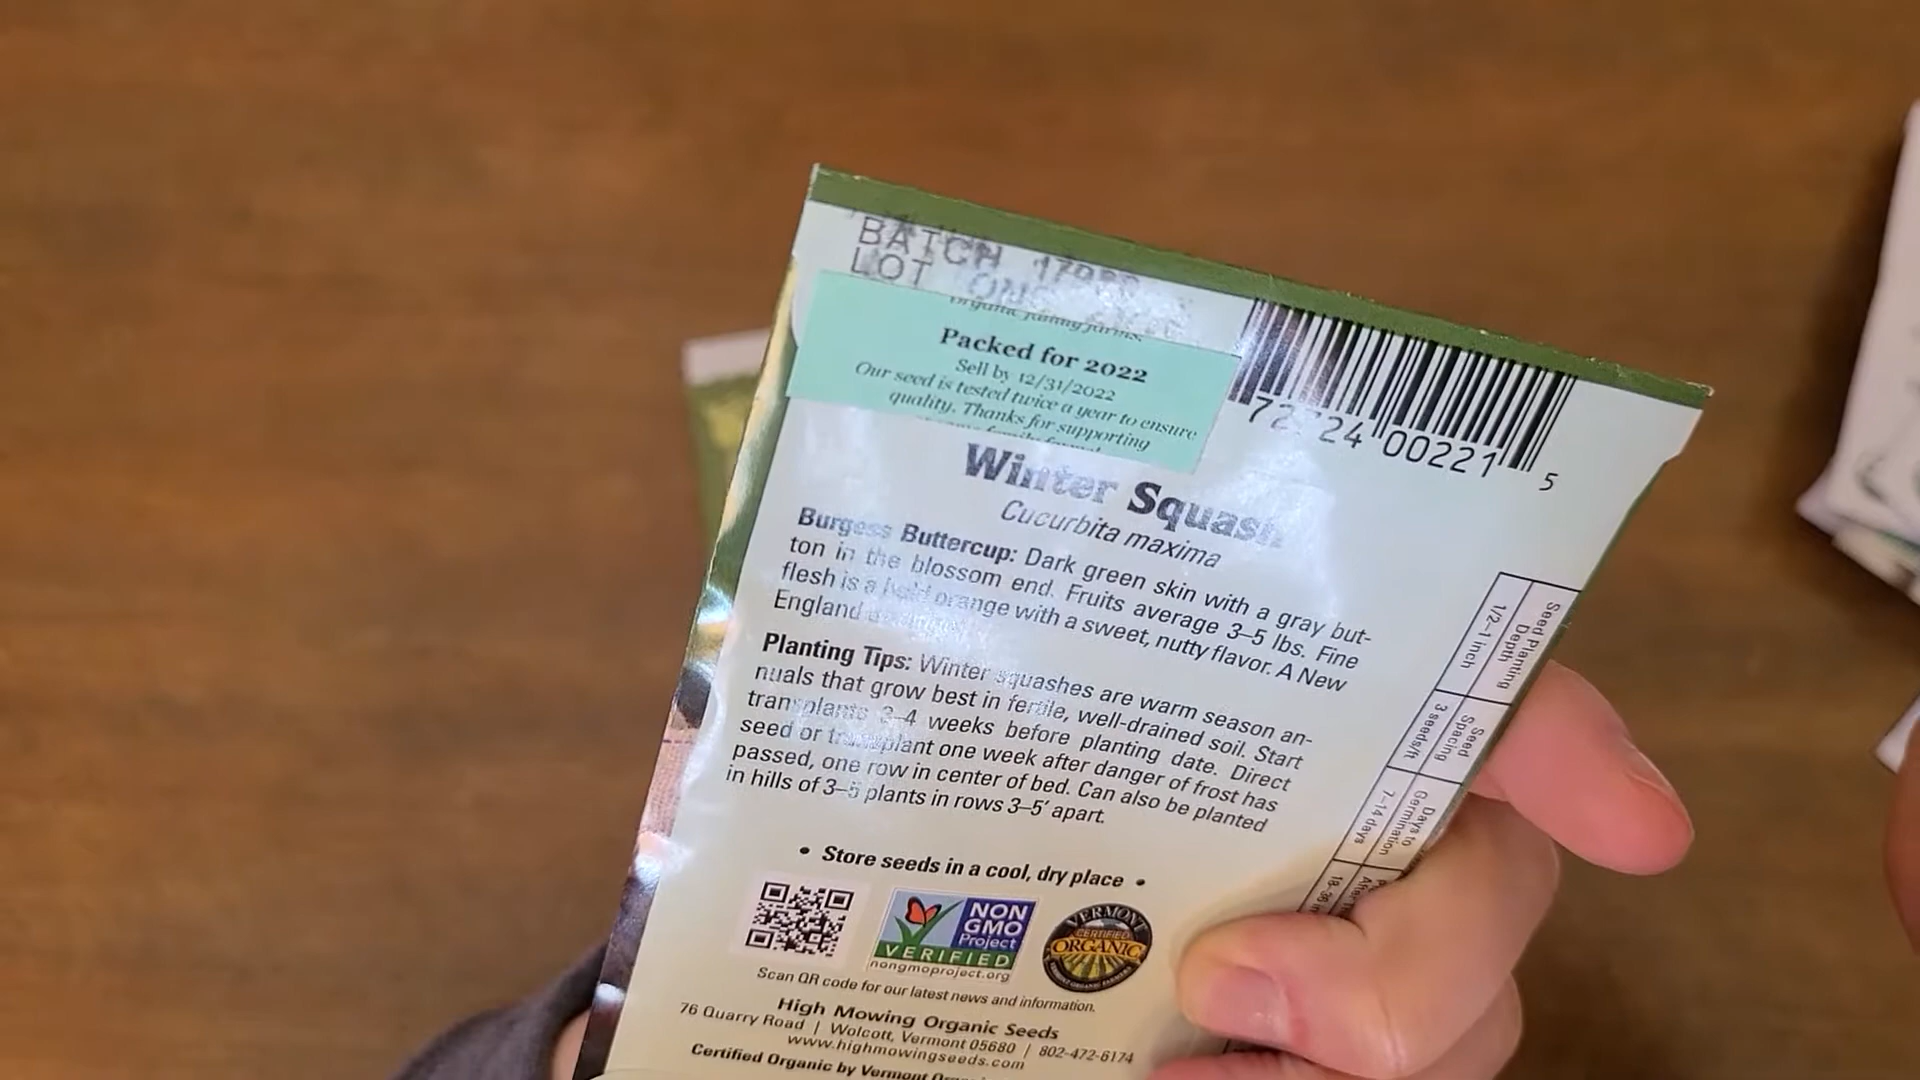 BATCH
LOT
organic family farms.
Packed for 2022
Sell by 12/31/2022
Our seed is tested twice a year to ensure
quality. Thanks for supporting
24 00221 5
Winter Squash
Cucurbita maxima
Burgess Buttercup: Dark green skin with a gray but-
ton in the blossom end. Fruits average 3–5 lbs. Fine
flesh is a bold orange with a sweet, nutty flavor. A New
England
Planting Tips: Winter squashes are warm season an-
nuals that grow best in fertile, well-drained soil. Start
transplants 3–4 weeks before planting date. Direct
seed or transplant one week after danger of frost has
passed, one row in center of bed. Can also be planted
in hills of 3–5 plants in rows 3–5' apart.
• Store seeds in a cool, dry place •
NON
GMO
Project
VERIFIED
nongmoproject.org
VERMONT
CERTIFIED
ORGANIC
Scan QR code for our latest news and information.
High Mowing Organic Seeds
76 Quarry Road | Wolcott, Vermont 05680 | 802-472-6174
www.highmowingseeds.com
Certified Organic by Vermont
Seed Planting
Depth
1/2–1 inch
Seed
Spacing
3 seeds/ft
Days to
Germination
7–14 days